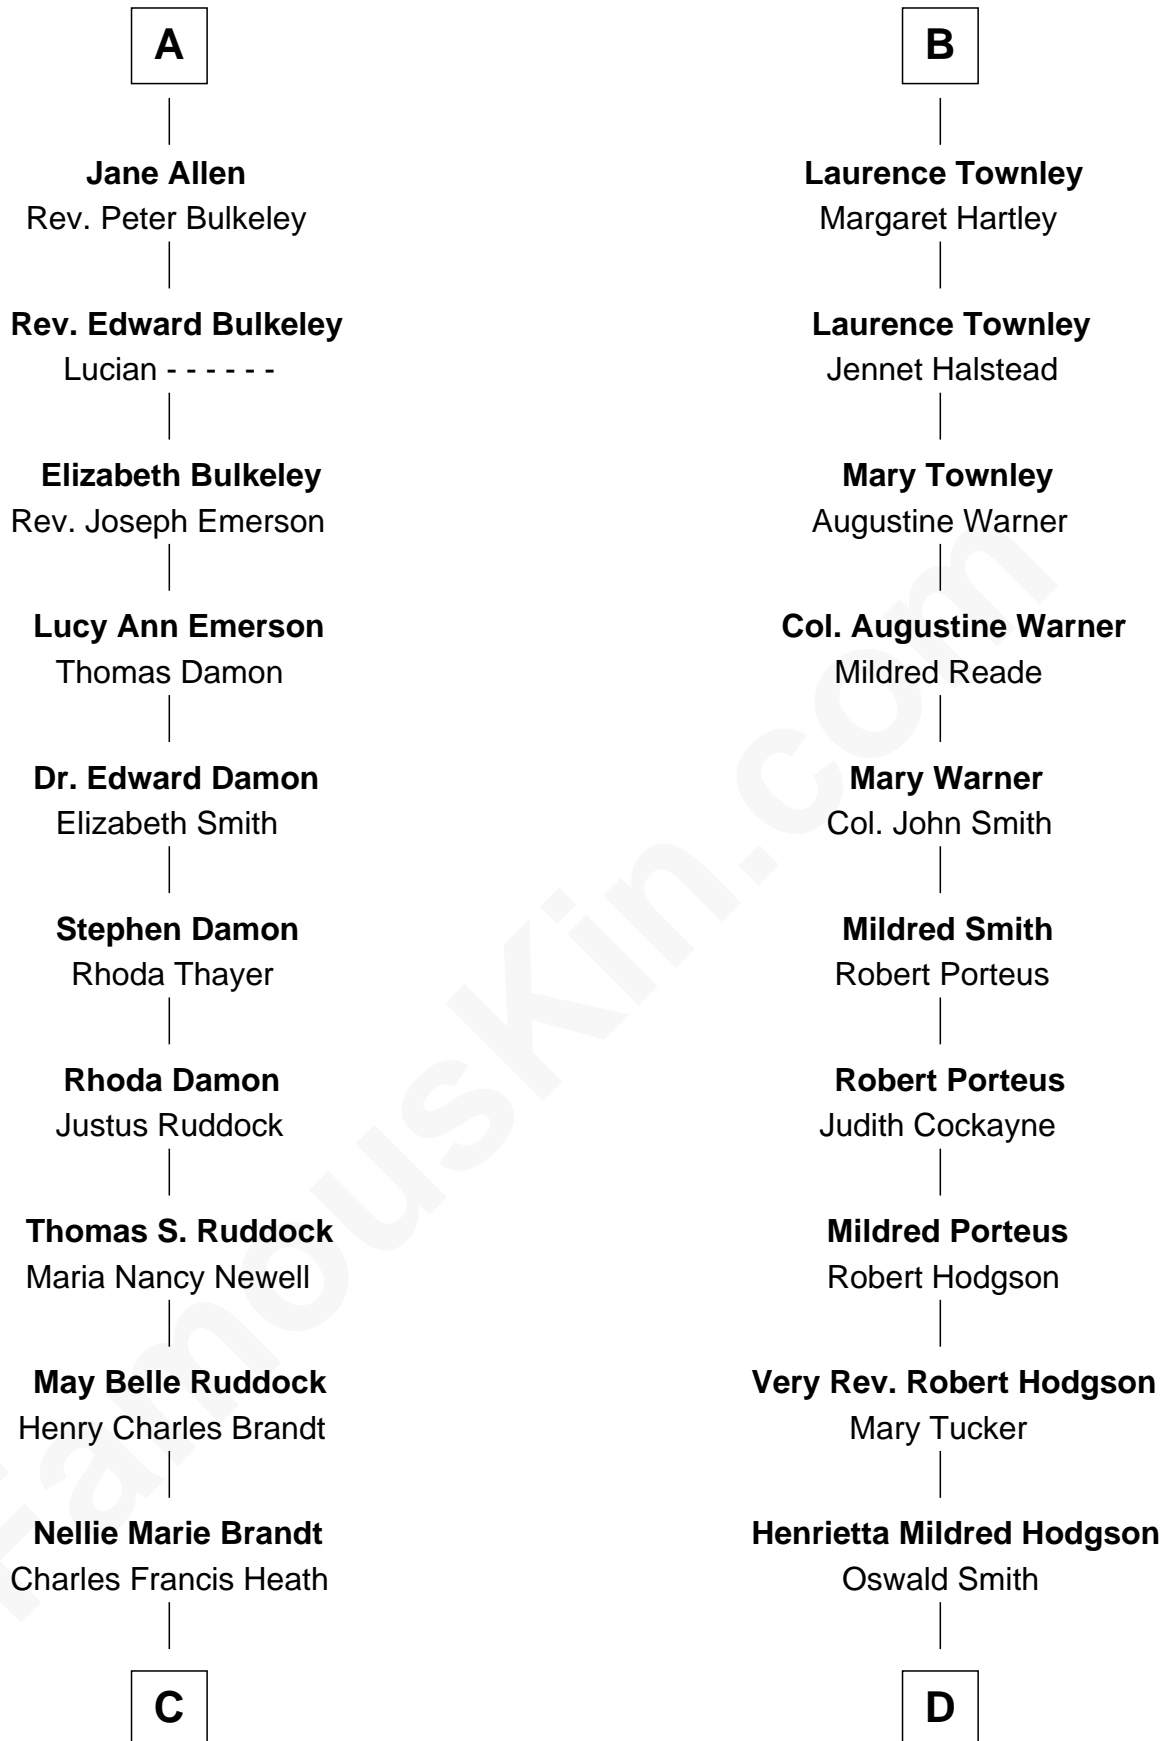 A
Jane Allen
Rev. Peter Bulkeley
Rev. Edward Bulkeley
Lucian - - - - - -
Elizabeth Bulkeley
Rev. Joseph Emerson
Lucy Ann Emerson
Thomas Damon
Dr. Edward Damon
Elizabeth Smith
Stephen Damon
Rhoda Thayer
Rhoda Damon
Justus Ruddock
Thomas S. Ruddock
Maria Nancy Newell
May Belle Ruddock
Henry Charles Brandt
Nellie Marie Brandt
Charles Francis Heath
C
B
Laurence Townley
Margaret Hartley
Laurence Townley
Jennet Halstead
Mary Townley
Augustine Warner
Col. Augustine Warner
Mildred Reade
Mary Warner
Col. John Smith
Mildred Smith
Robert Porteus
Robert Porteus
Judith Cockayne
Mildred Porteus
Robert Hodgson
Very Rev. Robert Hodgson
Mary Tucker
Henrietta Mildred Hodgson
Oswald Smith
D
FamousKin.com